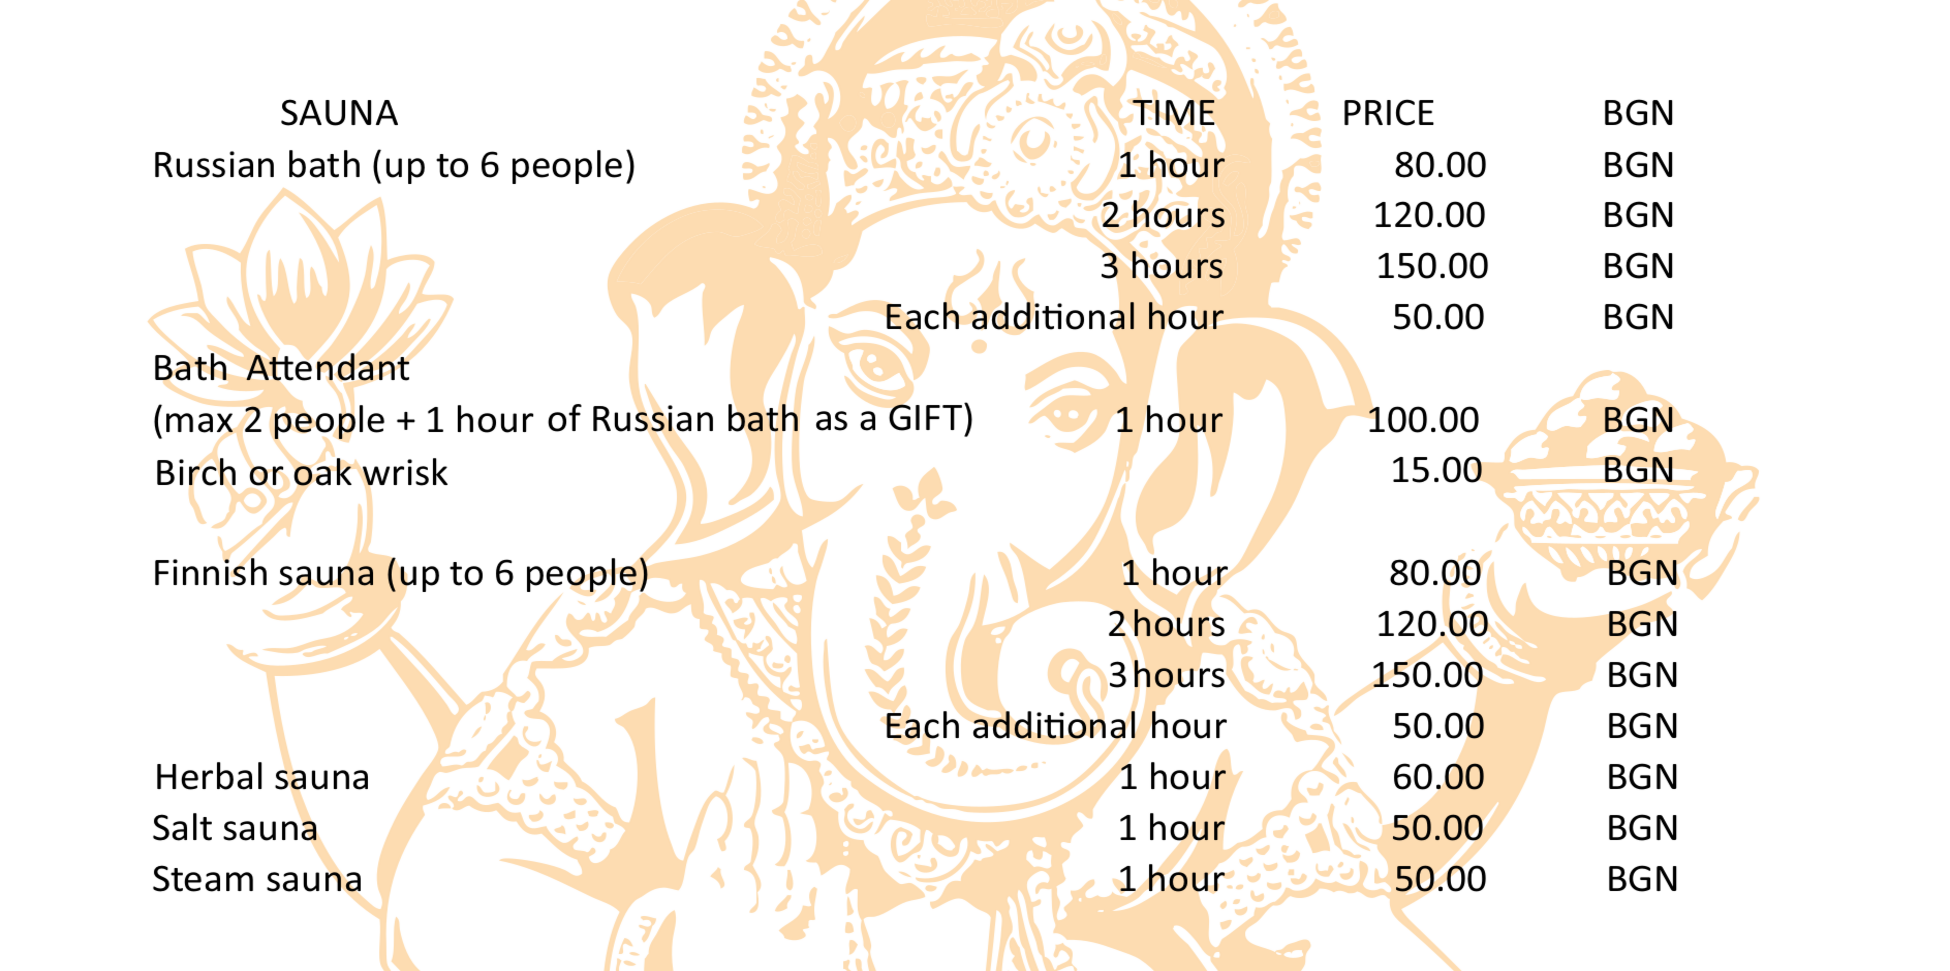 SAUNA TIME PRICE BGN
Russian bath (up to 6 people) 1 hour 80.00 BGN
2 hours 120.00 BGN
3 hours 150.00 BGN
Each additional hour 50.00 BGN
Bath Attendant
(max 2 people + 1 hour of Russian bath as a GIFT) 1 hour 100.00 BGN
Birch or oak wrisk 15.00 BGN
Finnish sauna (up to 6 people) 1 hour 80.00 BGN
2 hours 120.00 BGN
3 hours 150.00 BGN
Each additional hour 50.00 BGN
Herbal sauna 1 hour 60.00 BGN
Salt sauna 1 hour 50.00 BGN
Steam sauna 1 hour 50.00 BGN